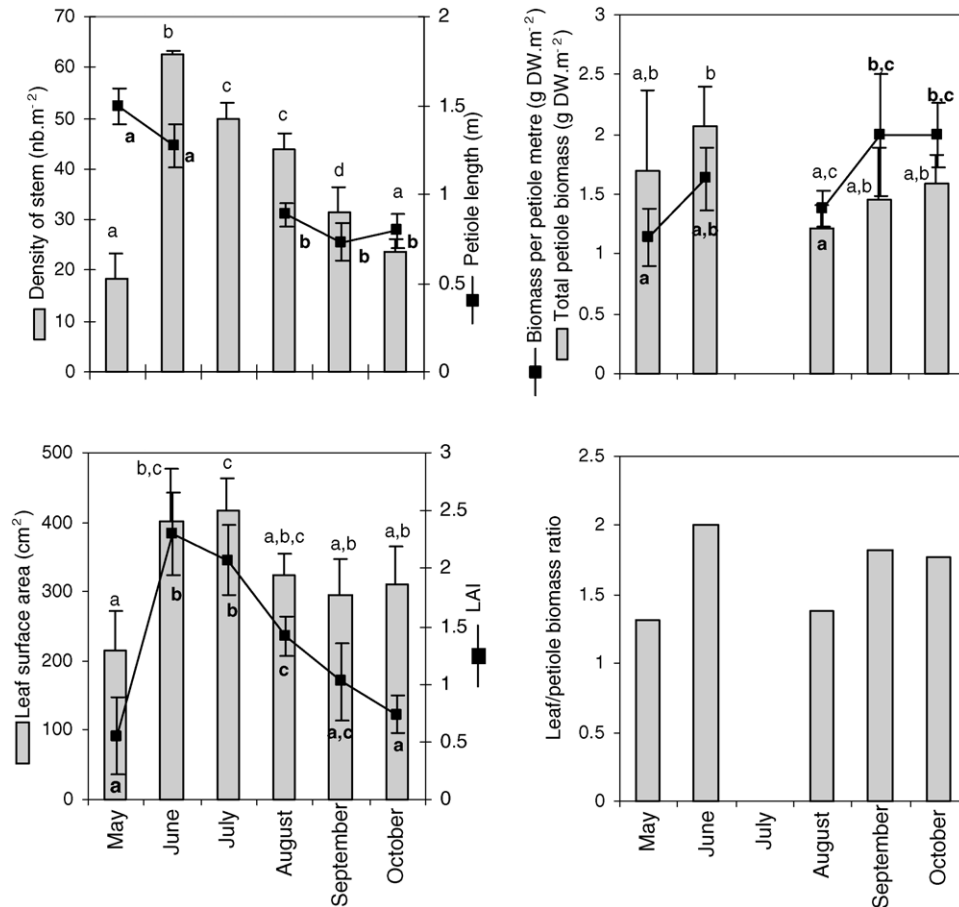 70
60
50
40
30
20
10
0
Density of stem (nb.m-2)
a
b
c
c
d
a
a
a
b
b
b
2
1.5
1
0.5
0
Petiole length (m)
3
2.5
2
1.5
1
0.5
0
Biomass per petiole metre (g DW.m-2)
Total petiole biomass (g DW.m-2)
a,b
b
a,c
a,b
a,b
b,c
b,c
a
a,b
a
500
400
300
200
100
0
Leaf surface area (cm2)
a
b,c
c
a,b,c
a,b
a,b
a
b
b
c
a,c
a
3
2.5
2
1.5
1
0.5
0
LAI
May
June
July
August
September
October
2.5
2
1.5
1
0.5
0
Leaf/petiole biomass ratio
May
June
July
August
September
October